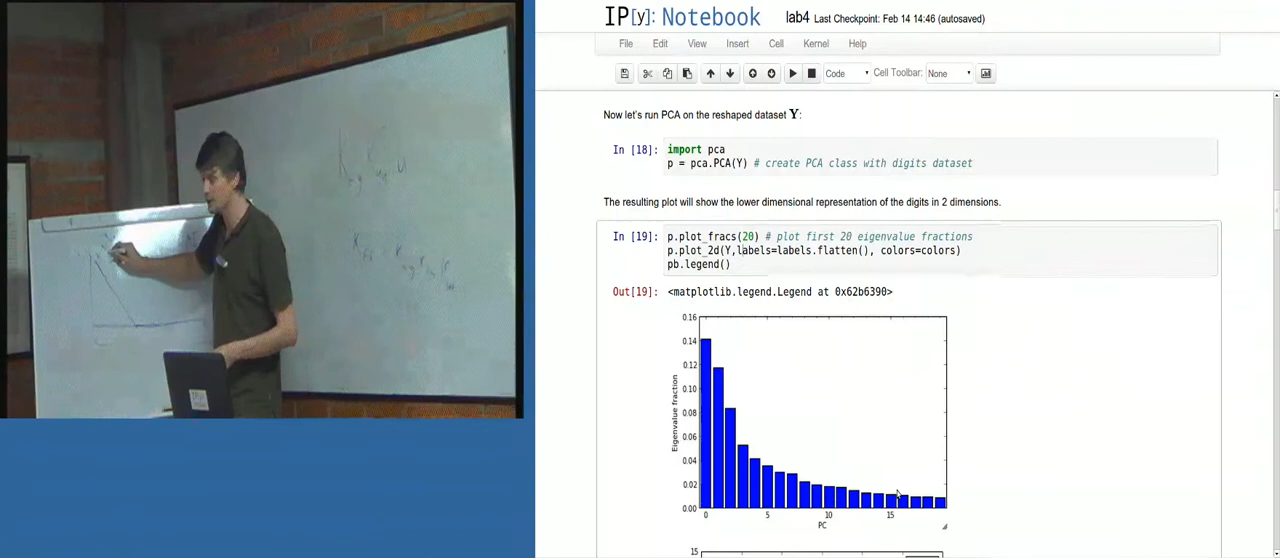 IP[y]: Notebook lab4 Last Checkpoint: Feb 14 14:46 (autosaved)
File Edit View Insert Cell Kernel Help
Code Cell Toolbar: None
Now let's run PCA on the reshaped dataset Y:
In [18]: import pca
p = pca.PCA(Y) # create PCA class with digits dataset
The resulting plot will show the lower dimensional representation of the digits in 2 dimensions.
In [19]: p.plot_fracs(20) # plot first 20 eigenvalue fractions
p.plot_2d(Y,labels=labels.flatten(), colors=colors)
pb.legend()
Out[19]: <matplotlib.legend.Legend at 0x62b6390>
0.16
0.14
0.12
0.10
0.08
0.06
0.04
0.02
0.00
Eigenvalue fraction
0 5 10 15
PC
15